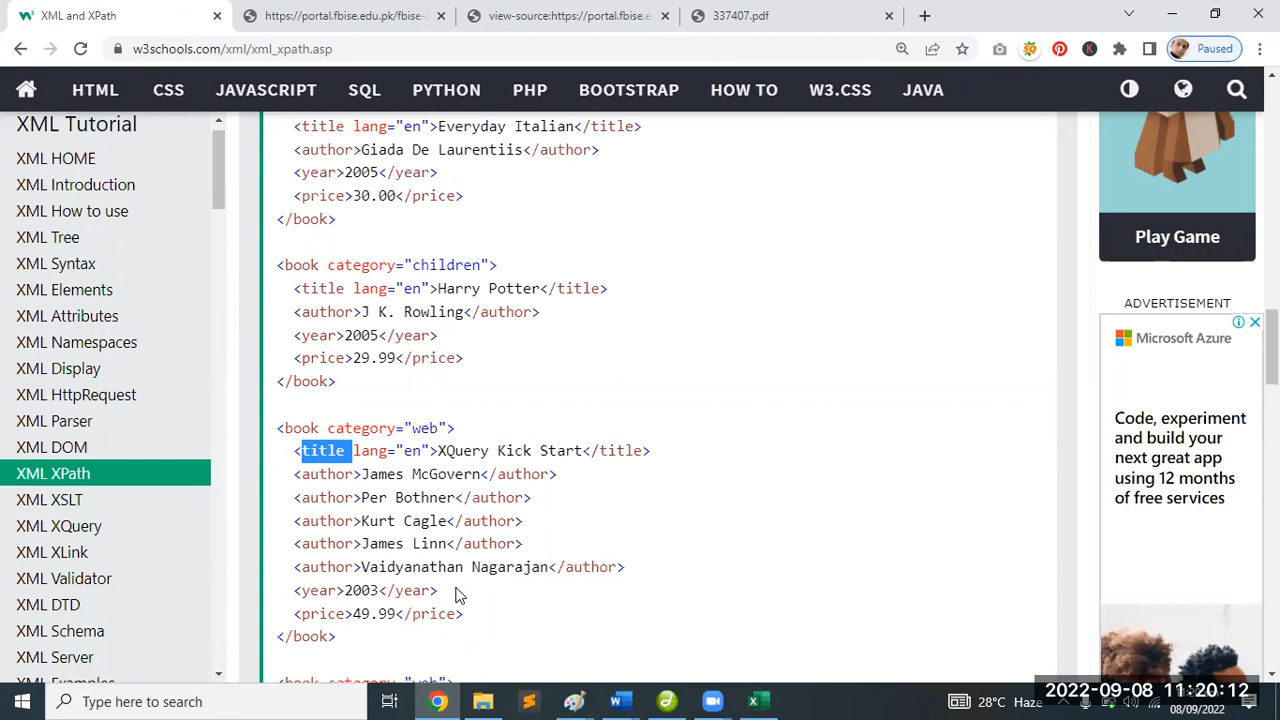 XML and XPath
https://portal.fbise.edu.pk/fbise-c
view-source:https://portal.fbise.e
337407.pdf
w3schools.com/xml/xml_xpath.asp
Paused
HTML CSS JAVASCRIPT SQL PYTHON PHP BOOTSTRAP HOW TO W3.CSS JAVA
XML Tutorial
XML HOME
XML Introduction
XML How to use
XML Tree
XML Syntax
XML Elements
XML Attributes
XML Namespaces
XML Display
XML HttpRequest
XML Parser
XML DOM
XML XPath
XML XSLT
XML XQuery
XML XLink
XML Validator
XML DTD
XML Schema
XML Server
XML Examples
<title lang="en">Everyday Italian</title>
<author>Giada De Laurentiis</author>
<year>2005</year>
<price>30.00</price>
</book>
<book category="children">
<title lang="en">Harry Potter</title>
<author>J K. Rowling</author>
<year>2005</year>
<price>29.99</price>
</book>
<book category="web">
<title lang="en">XQuery Kick Start</title>
<author>James McGovern</author>
<author>Per Bothner</author>
<author>Kurt Cagle</author>
<author>James Linn</author>
<author>Vaidyanathan Nagarajan</author>
<year>2003</year>
<price>49.99</price>
</book>
<book category="web">
Play Game
ADVERTISEMENT
Microsoft Azure
Code, experiment
and build your
next great app
using 12 months
of free services
Type here to search
28°C Haze
2022-09-08 11:20:12
08/09/2022